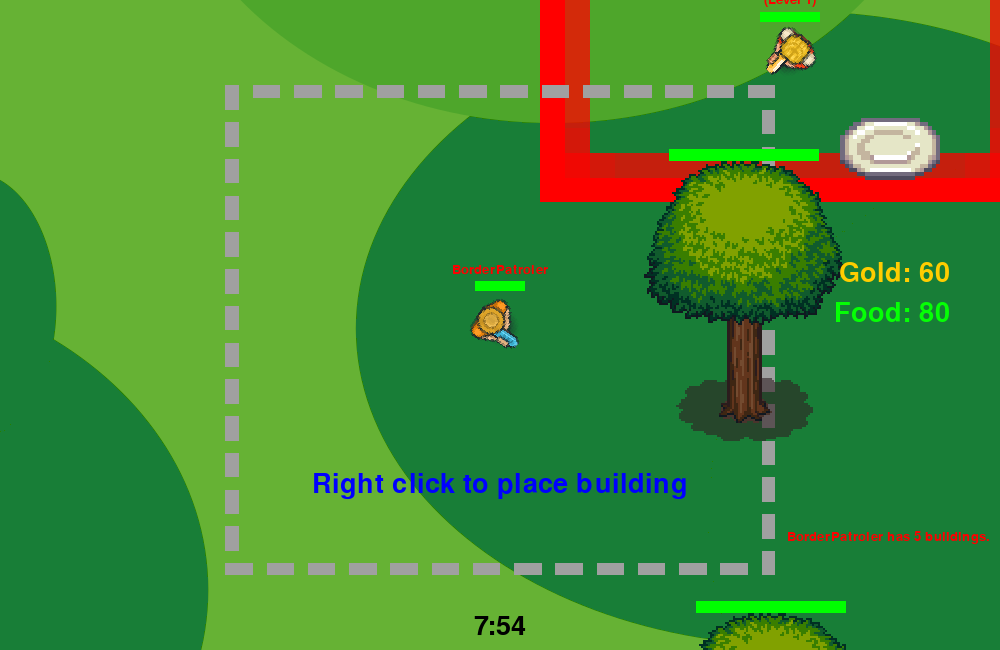 (Level 1)
BorderPatroler
Gold: 60
Food: 80
Right click to place building
BorderPatroler has 5 buildings.
7:54